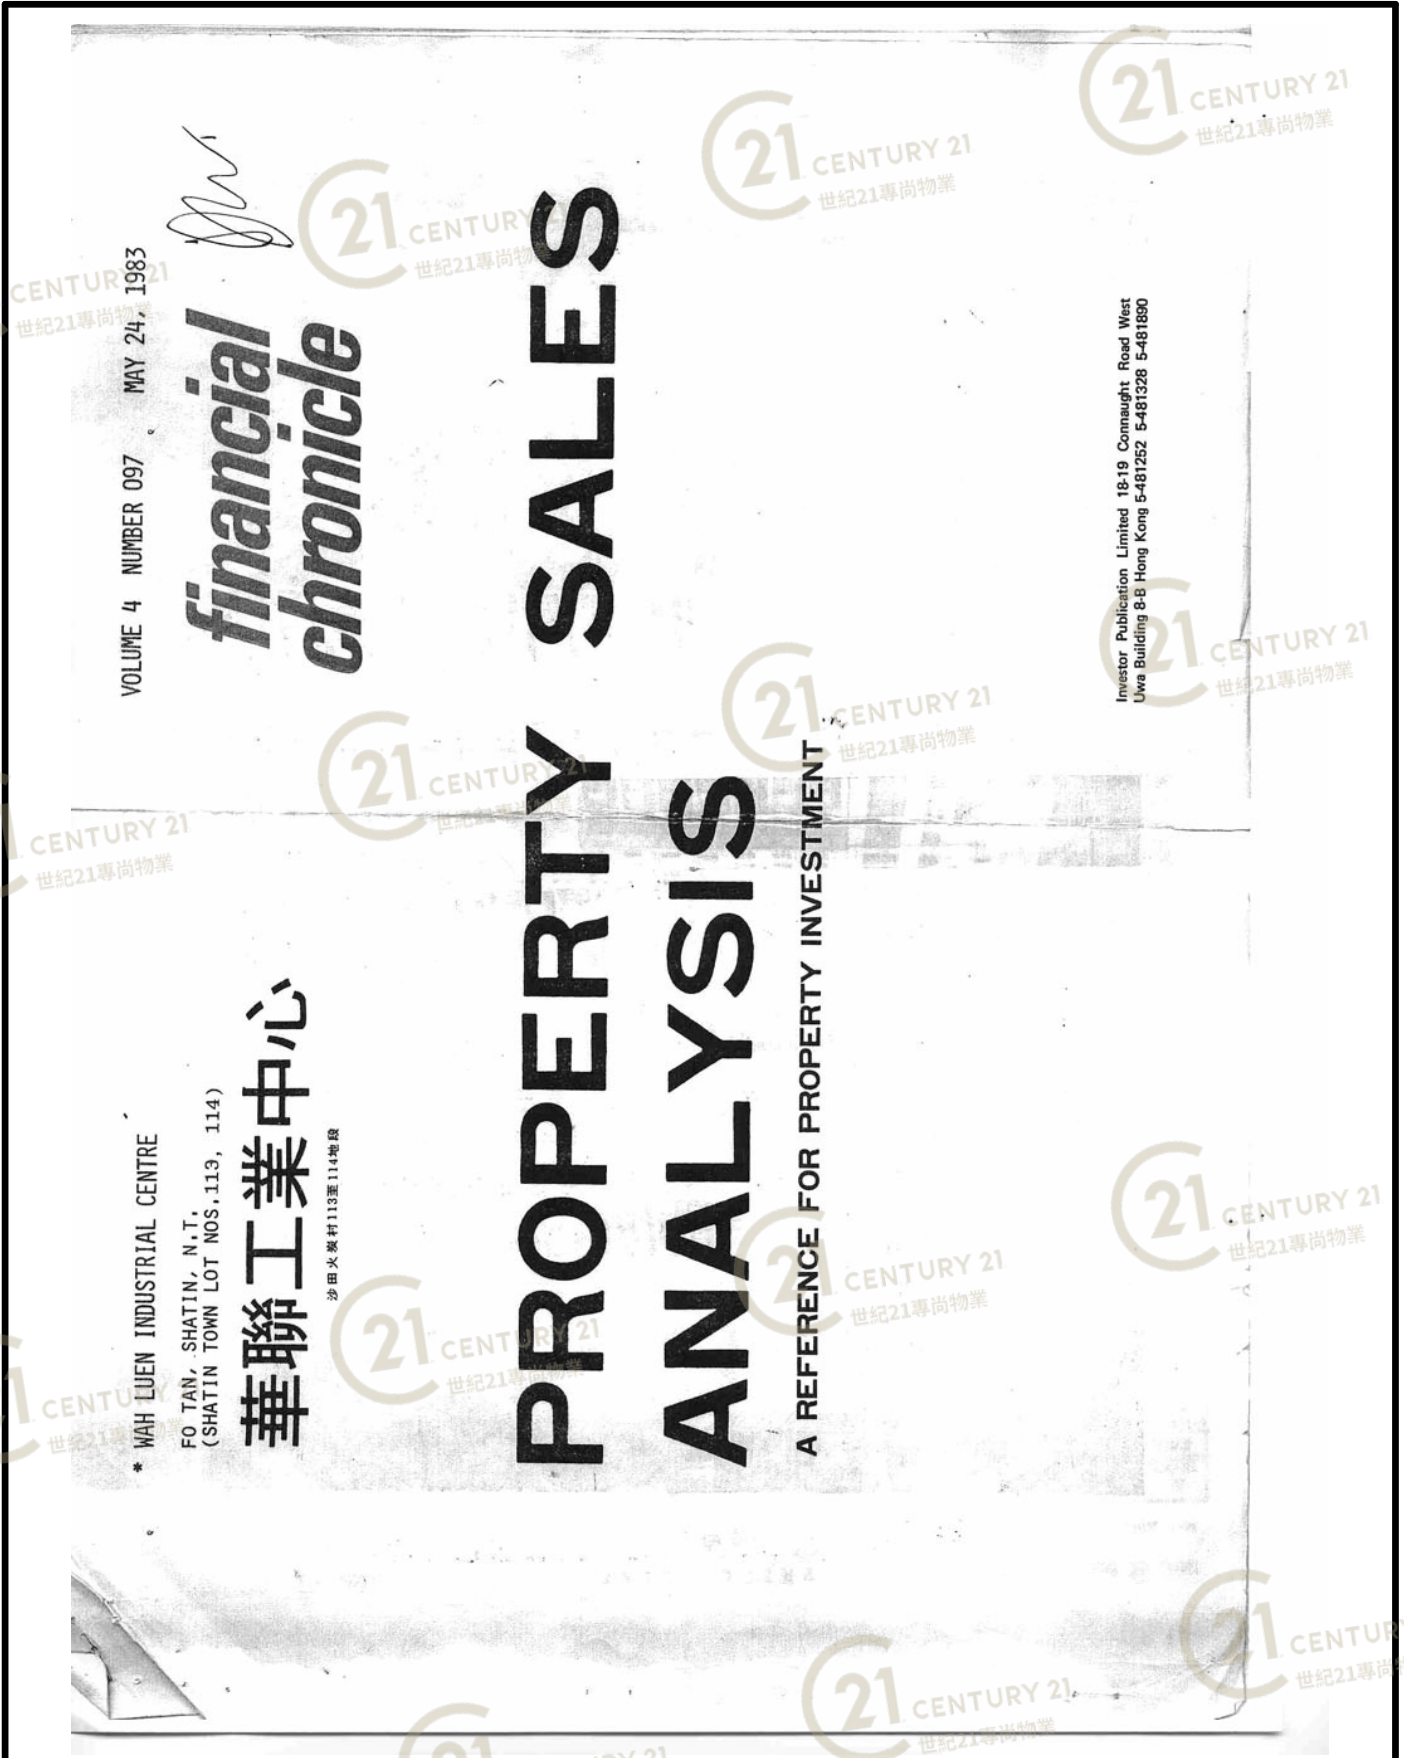 * WAH LUEN INDUSTRIAL CENTRE
FO TAN, SHATIN, N.T.
(SHATIN TOWN LOT NOS.113, 114)
華聯工業中心
沙田火炭村113至114地段
VOLUME 4 NUMBER 097 MAY 24, 1983
financial
chronicle
PROPERTY SALES
ANALYSIS
A REFERENCE FOR PROPERTY INVESTMENT
Investor Publication Limited 18-19 Connaught Road West
Uwa Building 8-B Hong Kong 5-481252 5-481328 5-481890
21 CENTURY 21
世紀21專尚物業